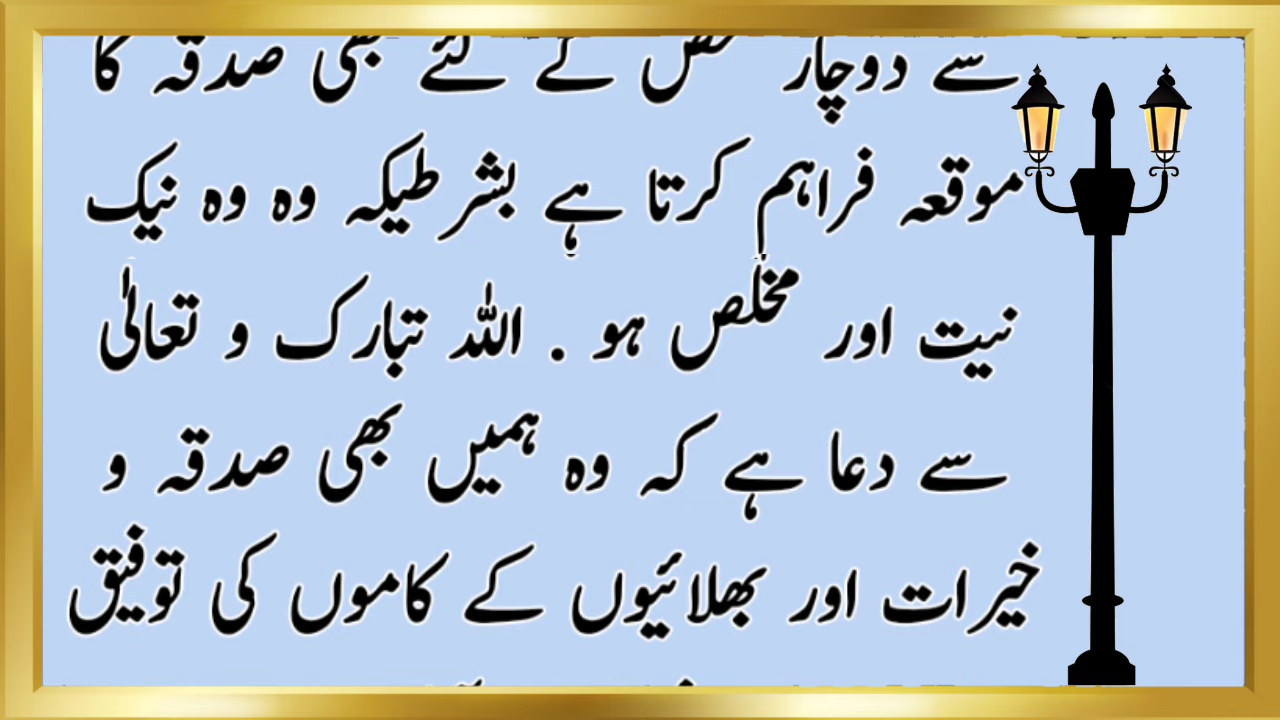 سے دوچار شخص کے لئے بھی صدقہ کا
موقعہ فراہم کرتا ہے بشرطیکہ وہ وہ نیک
نیت اور مخلص ہو . اللہ تبارک و تعالیٰ
سے دعا ہے کہ وہ ہمیں بھی صدقہ و
خیرات اور بھلائیوں کے کاموں کی توفیق